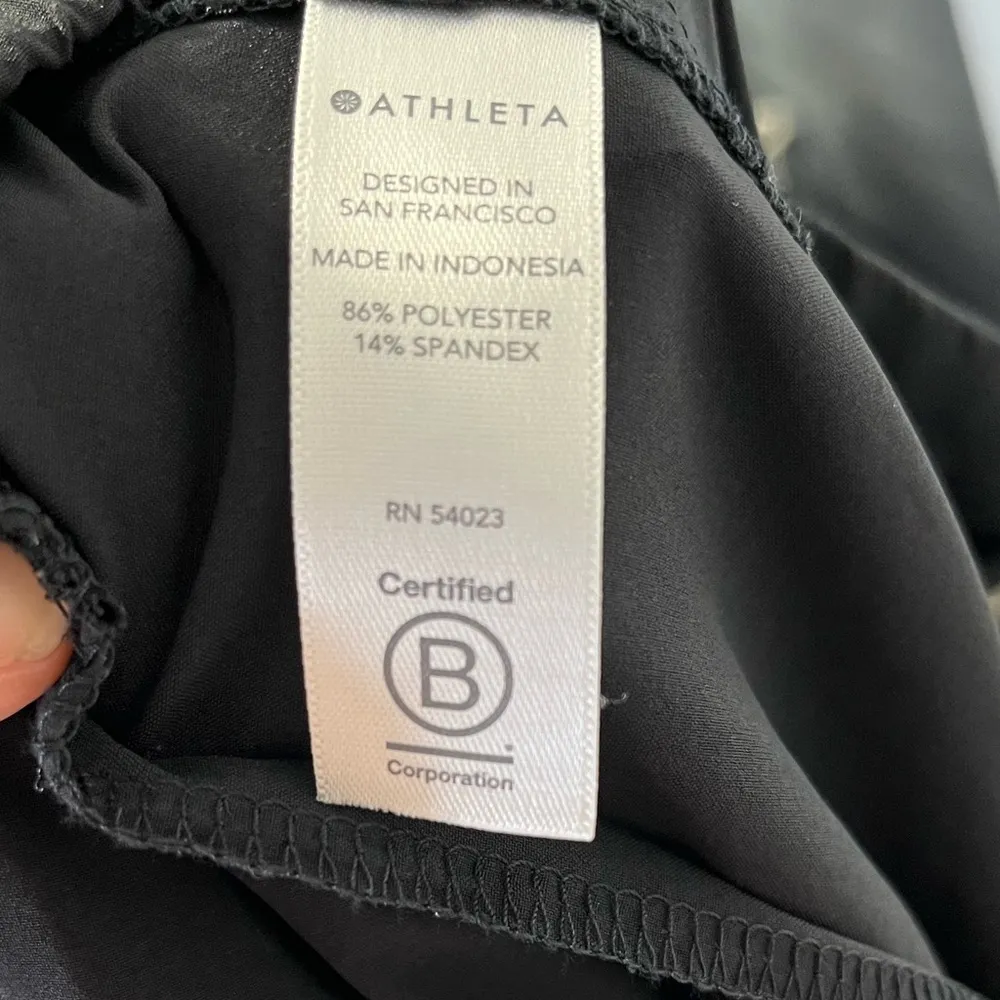 ATHLETA
DESIGNED IN
SAN FRANCISCO
MADE IN INDONESIA
86% POLYESTER
14% SPANDEX
RN 54023
Certified
B
Corporation